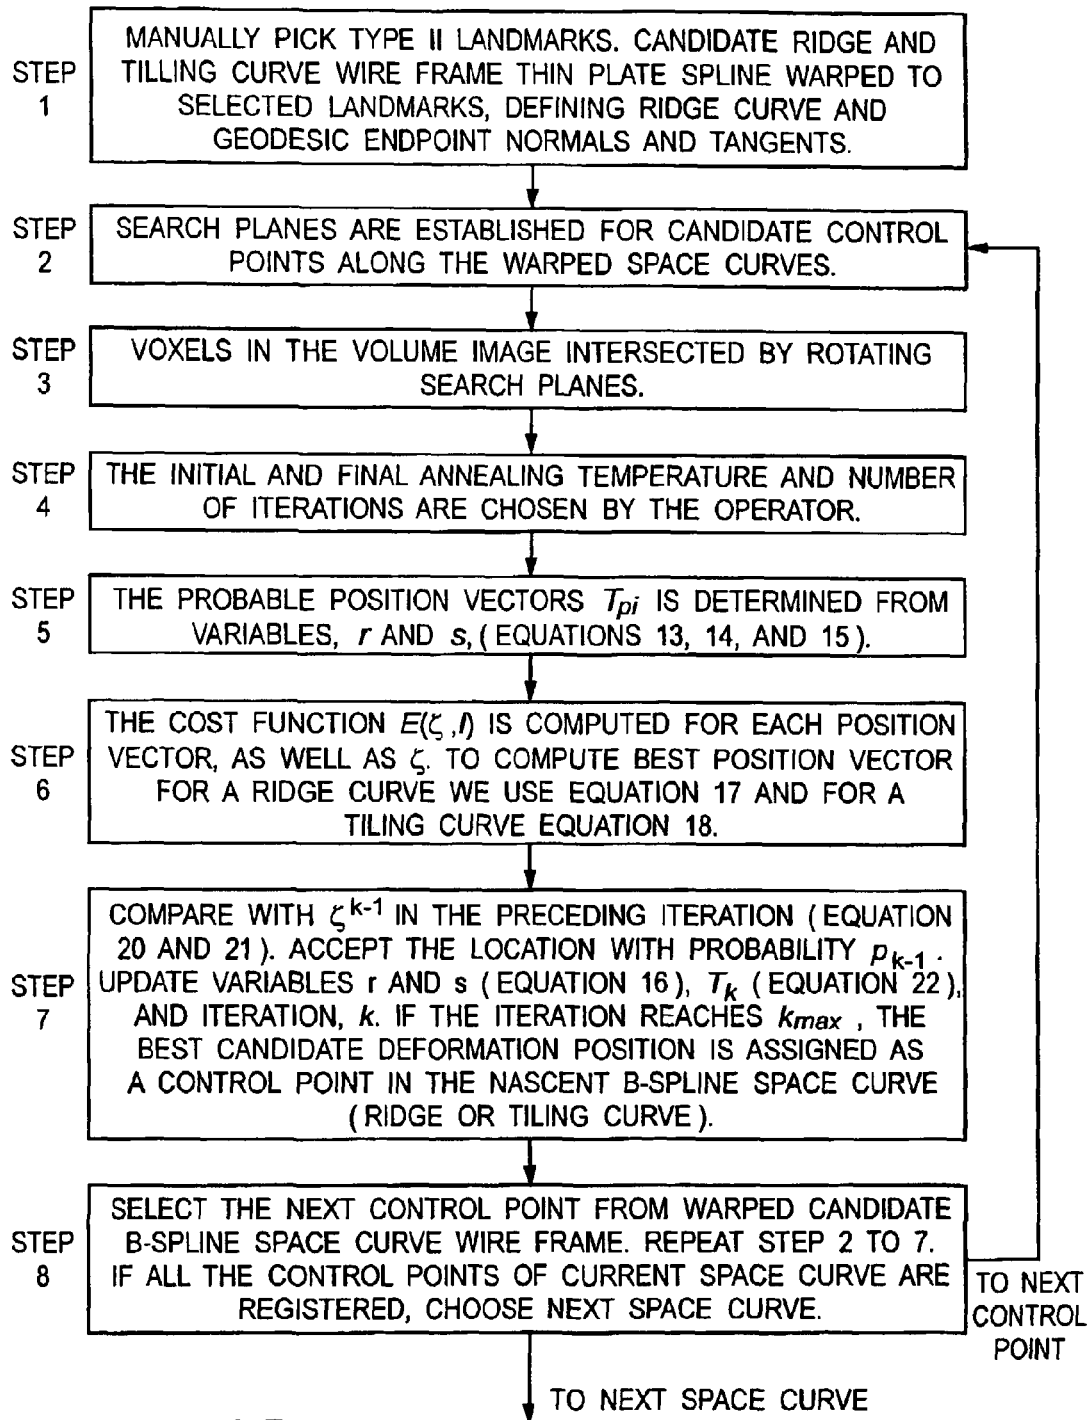 STEP 1
MANUALLY PICK TYPE II LANDMARKS. CANDIDATE RIDGE AND
TILLING CURVE WIRE FRAME THIN PLATE SPLINE WARPED TO
SELECTED LANDMARKS, DEFINING RIDGE CURVE AND
GEODESIC ENDPOINT NORMALS AND TANGENTS.
STEP 2
SEARCH PLANES ARE ESTABLISHED FOR CANDIDATE CONTROL
POINTS ALONG THE WARPED SPACE CURVES.
STEP 3
VOXELS IN THE VOLUME IMAGE INTERSECTED BY ROTATING
SEARCH PLANES.
STEP 4
THE INITIAL AND FINAL ANNEALING TEMPERATURE AND NUMBER
OF ITERATIONS ARE CHOSEN BY THE OPERATOR.
STEP 5
THE PROBABLE POSITION VECTORS T_{pi} IS DETERMINED FROM
VARIABLES, r AND s, (EQUATIONS 13, 14, AND 15).
STEP 6
THE COST FUNCTION E(ζ,I) IS COMPUTED FOR EACH POSITION
VECTOR, AS WELL AS ζ. TO COMPUTE BEST POSITION VECTOR
FOR A RIDGE CURVE WE USE EQUATION 17 AND FOR A
TILING CURVE EQUATION 18.
STEP 7
COMPARE WITH ζ^{k-1} IN THE PRECEDING ITERATION (EQUATION
20 AND 21). ACCEPT THE LOCATION WITH PROBABILITY p_{k-1}.
UPDATE VARIABLES r AND s (EQUATION 16), T_k (EQUATION 22),
AND ITERATION, k. IF THE ITERATION REACHES k_{max}, THE
BEST CANDIDATE DEFORMATION POSITION IS ASSIGNED AS
A CONTROL POINT IN THE NASCENT B-SPLINE SPACE CURVE
(RIDGE OR TILING CURVE).
STEP 8
SELECT THE NEXT CONTROL POINT FROM WARPED CANDIDATE
B-SPLINE SPACE CURVE WIRE FRAME. REPEAT STEP 2 TO 7.
IF ALL THE CONTROL POINTS OF CURRENT SPACE CURVE ARE
REGISTERED, CHOOSE NEXT SPACE CURVE.
TO NEXT
CONTROL
POINT
TO NEXT SPACE CURVE